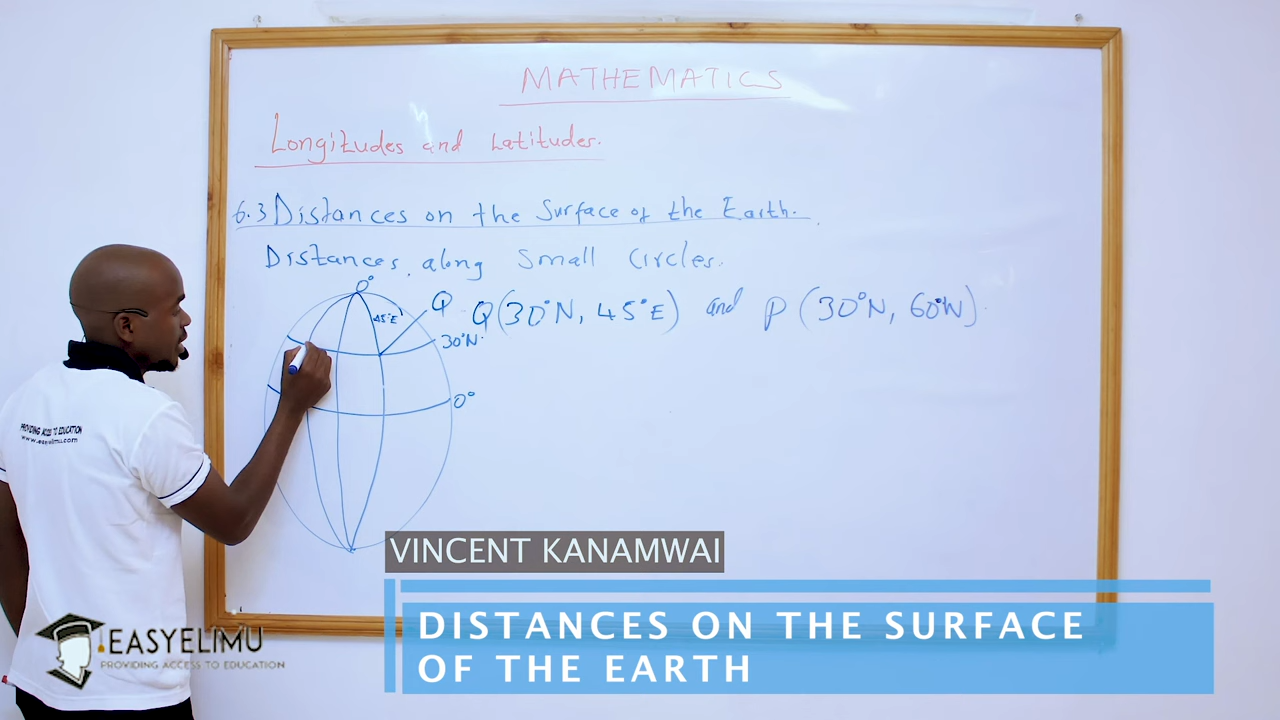 MATHEMATICS
Longitudes and Latitudes.
6.3 Distances on the Surface of the Earth.
Distances along Small Circles.
0°
Q
Q(30°N, 45°E) and P(30°N, 60°W).
45°E
30°N
0°
PROVIDING ACCESS TO EDUCATION
www.easyelimu.com
VINCENT KANAMWAI
DISTANCES ON THE SURFACE
OF THE EARTH
EASYELIMU
PROVIDING ACCESS TO EDUCATION